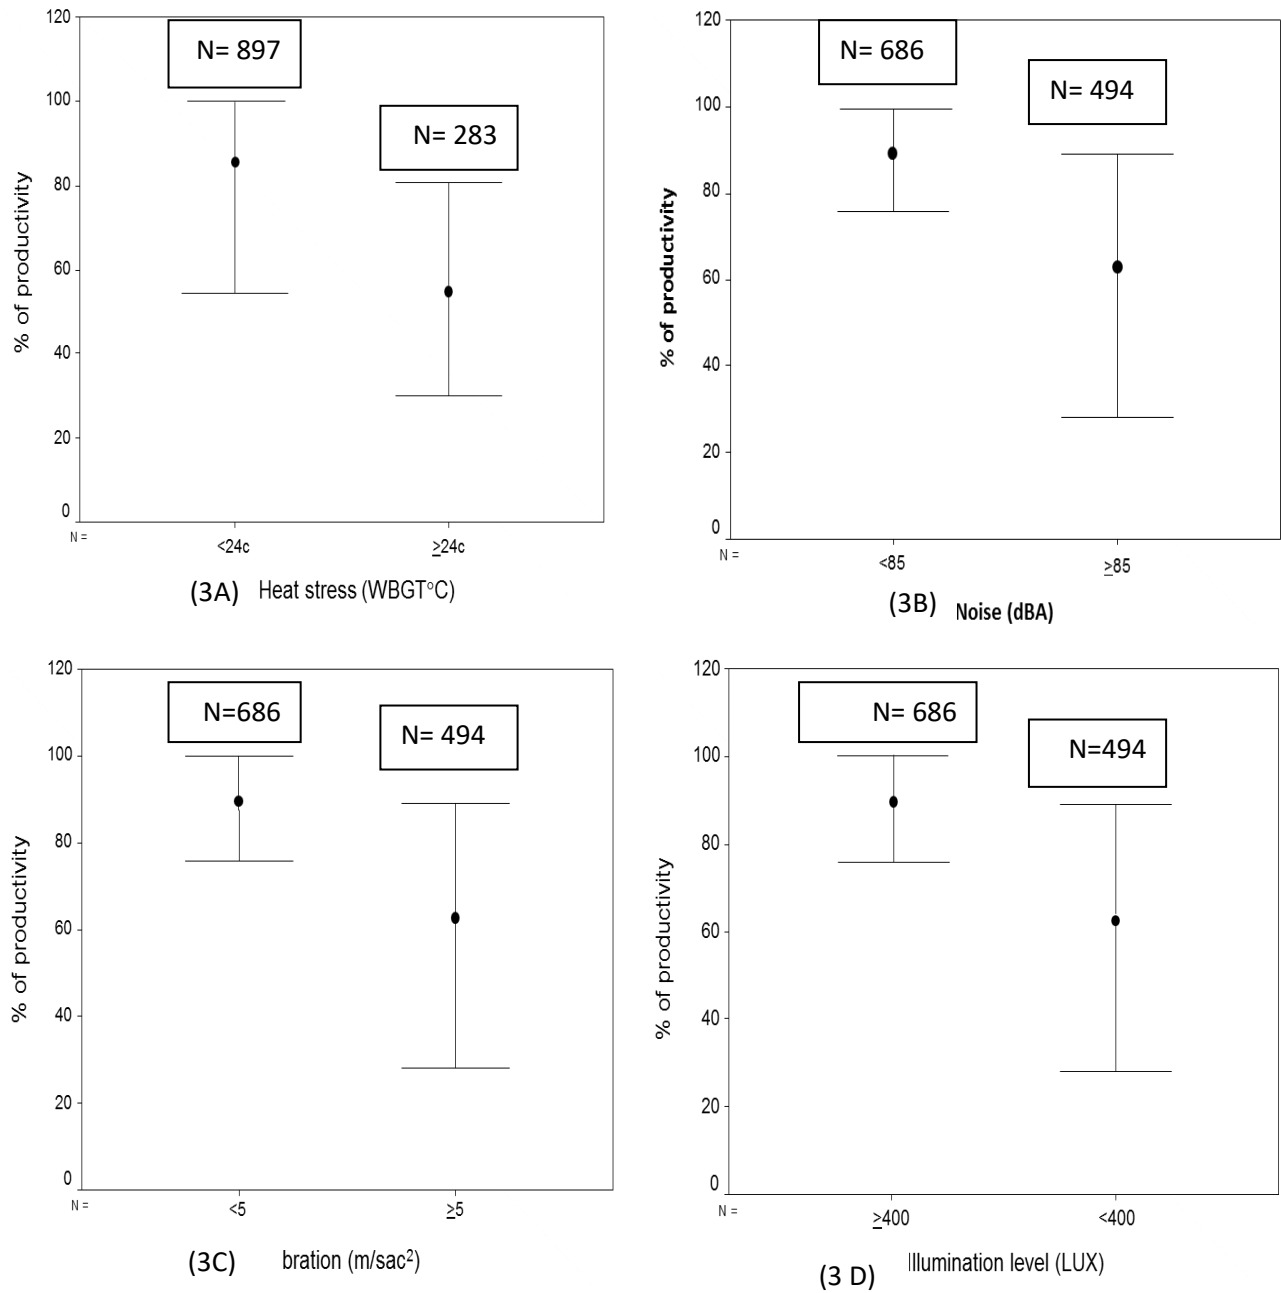 120
N= 897
100
N= 283
80
% of productivity
60
40
20
0
N =
<24c
≥24c
(3A) Heat stress (WBGT°C)
120
N= 686
N= 494
100
80
% of productivity
60
40
20
0
N =
<85
≥85
(3B) Noise (dBA)
120
N=686
N= 494
100
80
% of productivity
60
40
20
0
N =
<5
≥5
(3C) bration (m/sac²)
120
N= 686
N=494
100
80
% of productivity
60
40
20
0
N =
≥400
<400
(3 D) Illumination level (LUX)